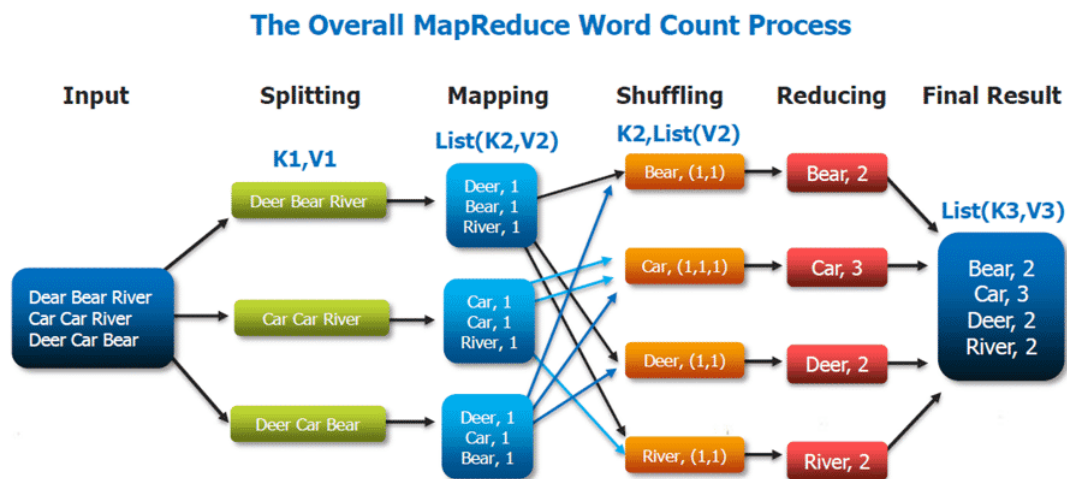 The Overall MapReduce Word Count Process
Input
Splitting
Mapping
Shuffling
Reducing
Final Result
K1,V1
List(K2,V2)
K2,List(V2)
List(K3,V3)
Dear Bear River
Car Car River
Deer Car Bear
Deer Bear River
Car Car River
Deer Car Bear
Deer, 1
Bear, 1
River, 1
Car, 1
Car, 1
River, 1
Deer, 1
Car, 1
Bear, 1
Bear, (1,1)
Car, (1,1,1)
Deer, (1,1)
River, (1,1)
Bear, 2
Car, 3
Deer, 2
River, 2
Bear, 2
Car, 3
Deer, 2
River, 2